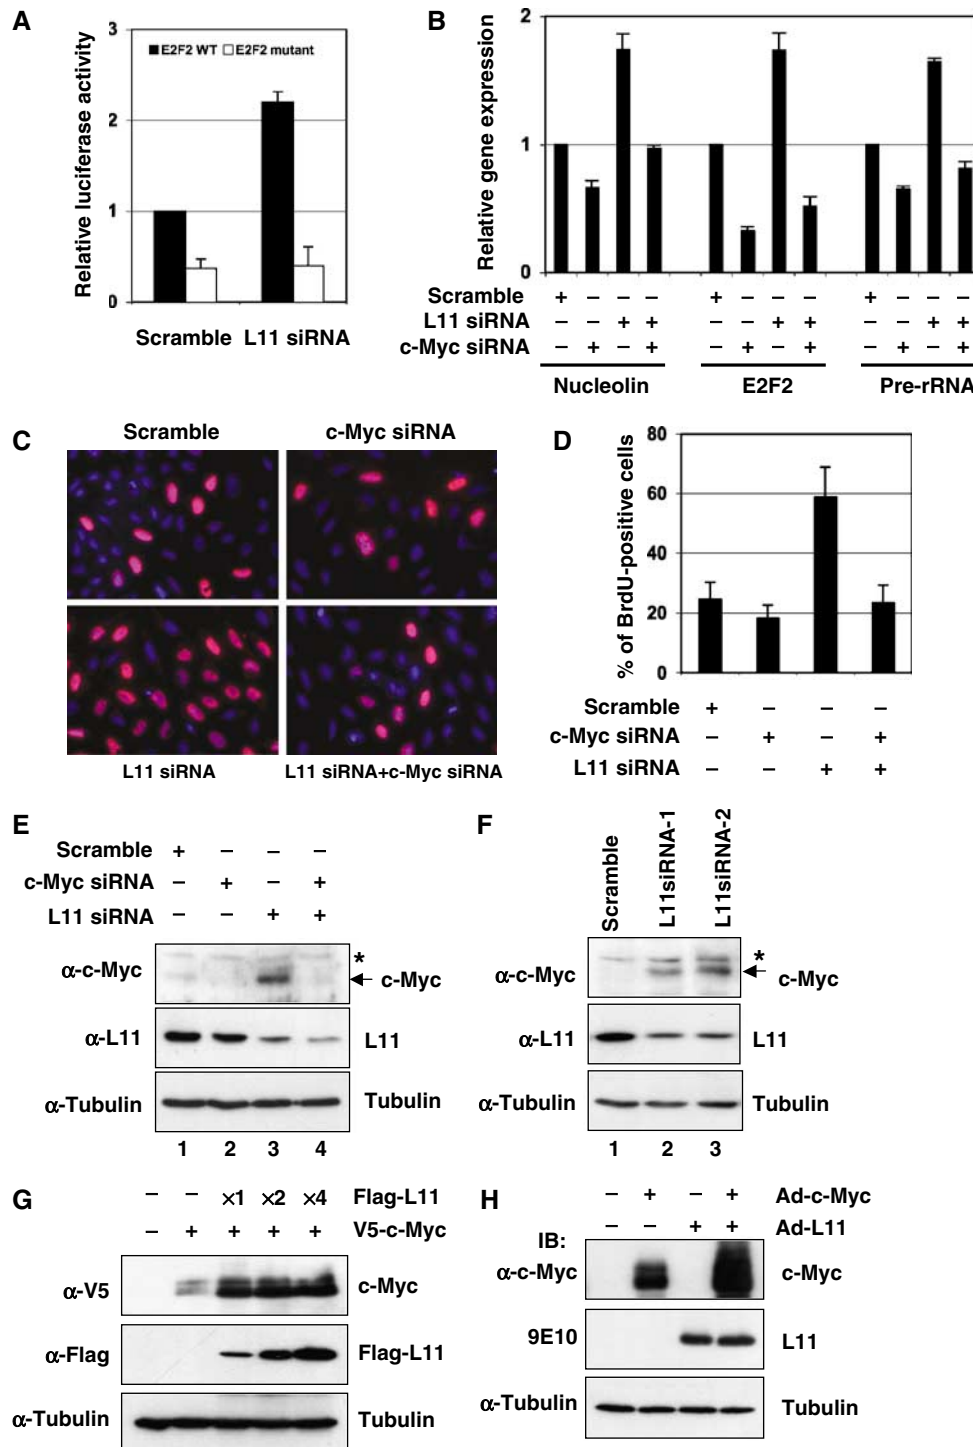 A
Relative luciferase activity
3
2
1
0
E2F2 WT E2F2 mutant
Scramble L11 siRNA
B
Relative gene expression
2
1
0
Scramble + – – – + – – – + – – –
L11 siRNA – – + + – – + + – – + +
c-Myc siRNA – + – + – + – + – + – +
Nucleolin E2F2 Pre-rRNA
C
Scramble c-Myc siRNA
L11 siRNA L11 siRNA+c-Myc siRNA
D
% of BrdU-positive cells
80
60
40
20
0
Scramble + – – –
c-Myc siRNA – + – +
L11 siRNA – – + +
E
Scramble + – – –
c-Myc siRNA – + – +
L11 siRNA – – + +
α-c-Myc * c-Myc
α-L11 L11
α-Tubulin Tubulin
1 2 3 4
F
Scramble L11siRNA-1 L11siRNA-2
α-c-Myc * c-Myc
α-L11 L11
α-Tubulin Tubulin
1 2 3
G
– – ×1 ×2 ×4 Flag-L11
– + + + + V5-c-Myc
α-V5 c-Myc
α-Flag Flag-L11
α-Tubulin Tubulin
H
– + – + Ad-c-Myc
– – + + Ad-L11
IB:
α-c-Myc c-Myc
9E10 L11
α-Tubulin Tubulin